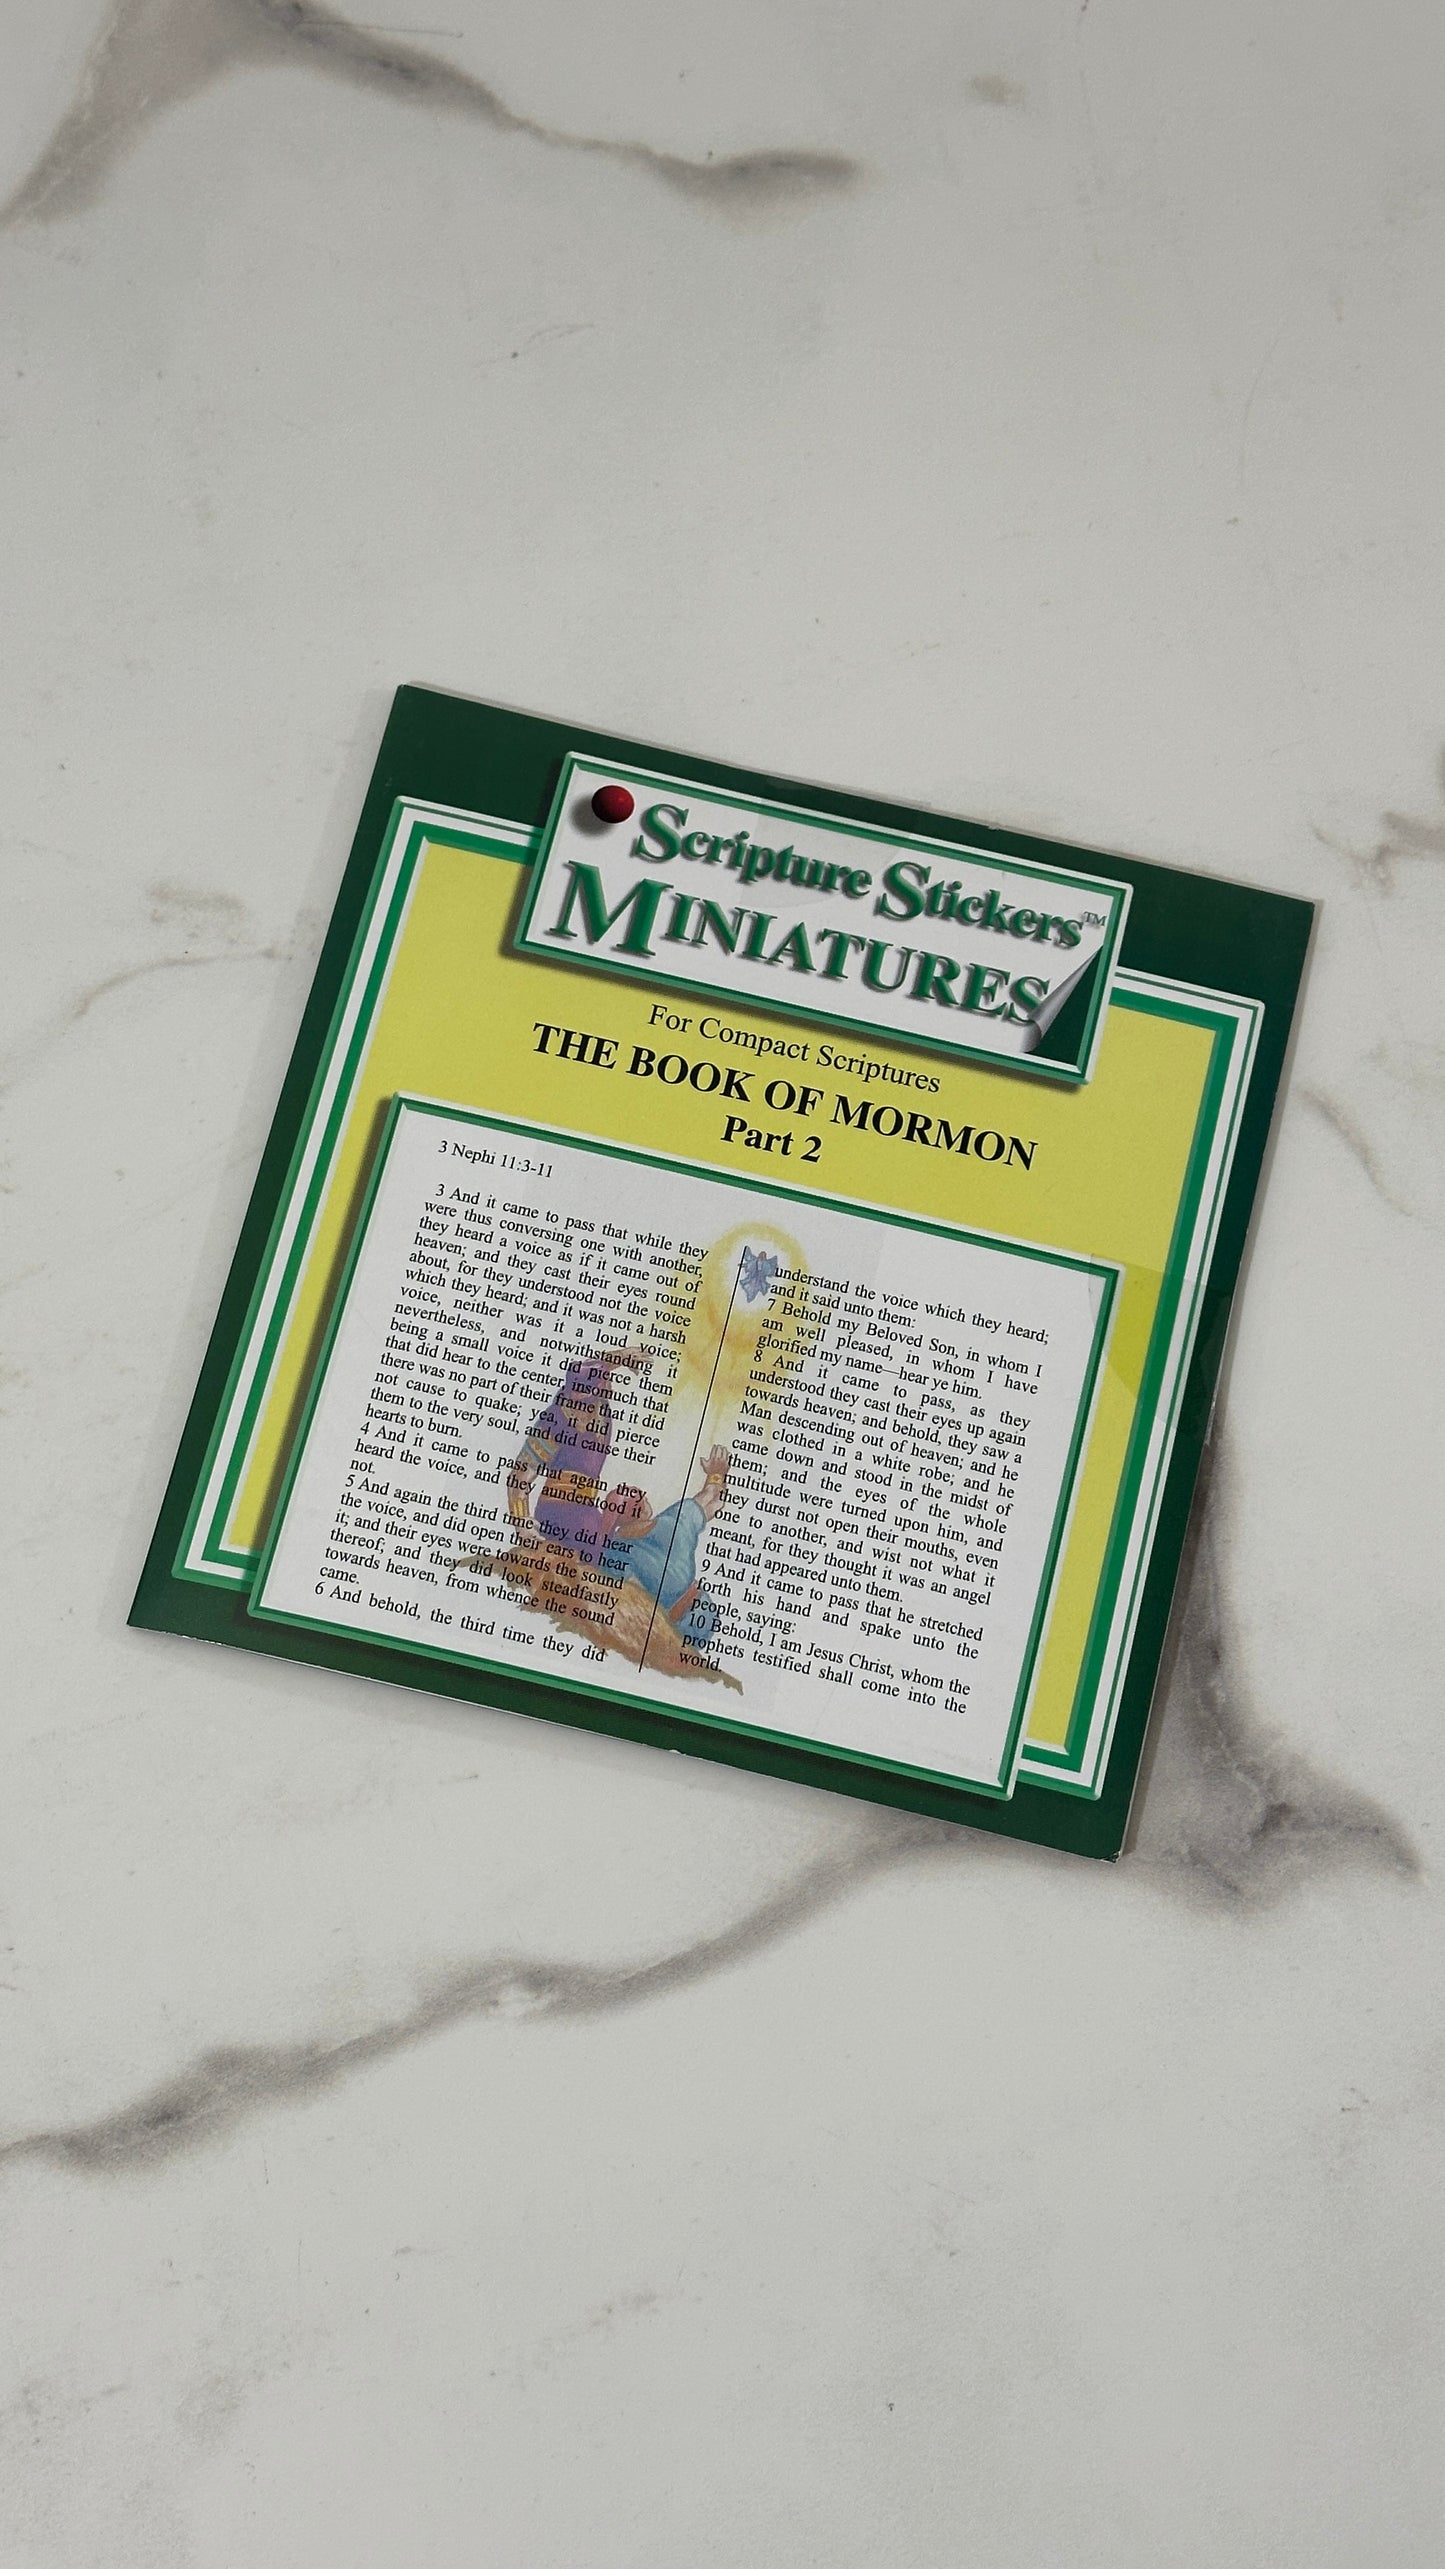 Scripture Stickers™
MINIATURES
For Compact Scriptures
THE BOOK OF MORMON
Part 2
3 Nephi 11:3-11
3 And it came to pass that while they
were thus conversing one with another,
they heard a voice as if it came out of
heaven; and they cast their eyes round
about, for they understood not the voice
which they heard; and it was not a harsh
voice, neither was it a loud voice;
nevertheless, and notwithstanding it
being a small voice it did pierce them
that did hear to the center, insomuch that
there was no part of their frame that it did
not cause to quake; yea, it did pierce
them to the very soul, and did cause their
hearts to burn.
4 And it came to pass that again they
heard the voice, and they aunderstood it
not.
5 And again the third time they did hear
the voice, and did open their ears to hear
it; and their eyes were towards the sound
thereof; and they did look steadfastly
towards heaven, from whence the sound
came.
6 And behold, the third time they did
understand the voice which they heard;
and it said unto them:
7 Behold my Beloved Son, in whom I
am well pleased, in whom I have
glorified my name—hear ye him.
8 And it came to pass, as they
understood they cast their eyes up again
towards heaven; and behold, they saw a
Man descending out of heaven; and he
was clothed in a white robe; and he
came down and stood in the midst of
them; and the eyes of the whole
multitude were turned upon him, and
they durst not open their mouths, even
one to another, and wist not what it
meant, for they thought it was an angel
that had appeared unto them.
9 And it came to pass that he stretched
forth his hand and spake unto the
people, saying:
10 Behold, I am Jesus Christ, whom the
prophets testified shall come into the
world.